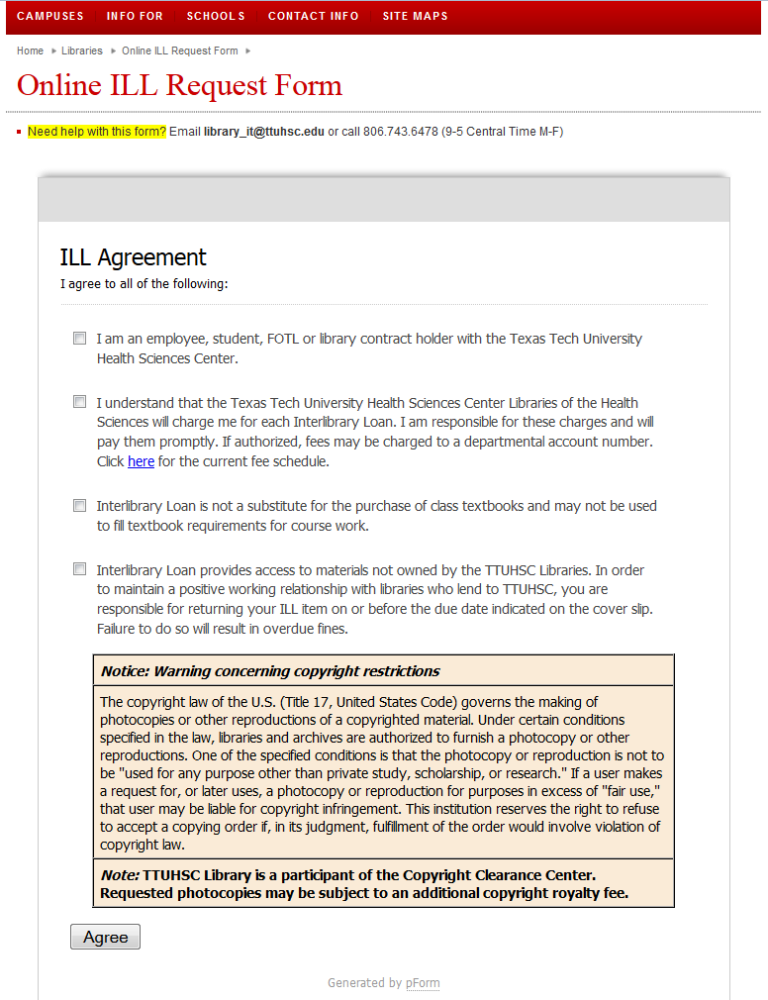 CAMPUSES INFO FOR SCHOOLS CONTACT INFO SITE MAPS
Home Libraries Online ILL Request Form
Online ILL Request Form
Need help with this form? Email library_it@ttuhsc.edu or call 806.743.6478 (9-5 Central Time M-F)
ILL Agreement
I agree to all of the following:
I am an employee, student, FOTL or library contract holder with the Texas Tech University
Health Sciences Center.
I understand that the Texas Tech University Health Sciences Center Libraries of the Health
Sciences will charge me for each Interlibrary Loan. I am responsible for these charges and will
pay them promptly. If authorized, fees may be charged to a departmental account number.
Click here for the current fee schedule.
Interlibrary Loan is not a substitute for the purchase of class textbooks and may not be used
to fill textbook requirements for course work.
Interlibrary Loan provides access to materials not owned by the TTUHSC Libraries. In order
to maintain a positive working relationship with libraries who lend to TTUHSC, you are
responsible for returning your ILL item on or before the due date indicated on the cover slip.
Failure to do so will result in overdue fines.
Notice: Warning concerning copyright restrictions
The copyright law of the U.S. (Title 17, United States Code) governs the making of
photocopies or other reproductions of a copyrighted material. Under certain conditions
specified in the law, libraries and archives are authorized to furnish a photocopy or other
reproductions. One of the specified conditions is that the photocopy or reproduction is not to
be "used for any purpose other than private study, scholarship, or research." If a user makes
a request for, or later uses, a photocopy or reproduction for purposes in excess of "fair use,"
that user may be liable for copyright infringement. This institution reserves the right to refuse
to accept a copying order if, in its judgment, fulfillment of the order would involve violation of
copyright law.
Note: TTUHSC Library is a participant of the Copyright Clearance Center.
Requested photocopies may be subject to an additional copyright royalty fee.
Agree
Generated by pForm